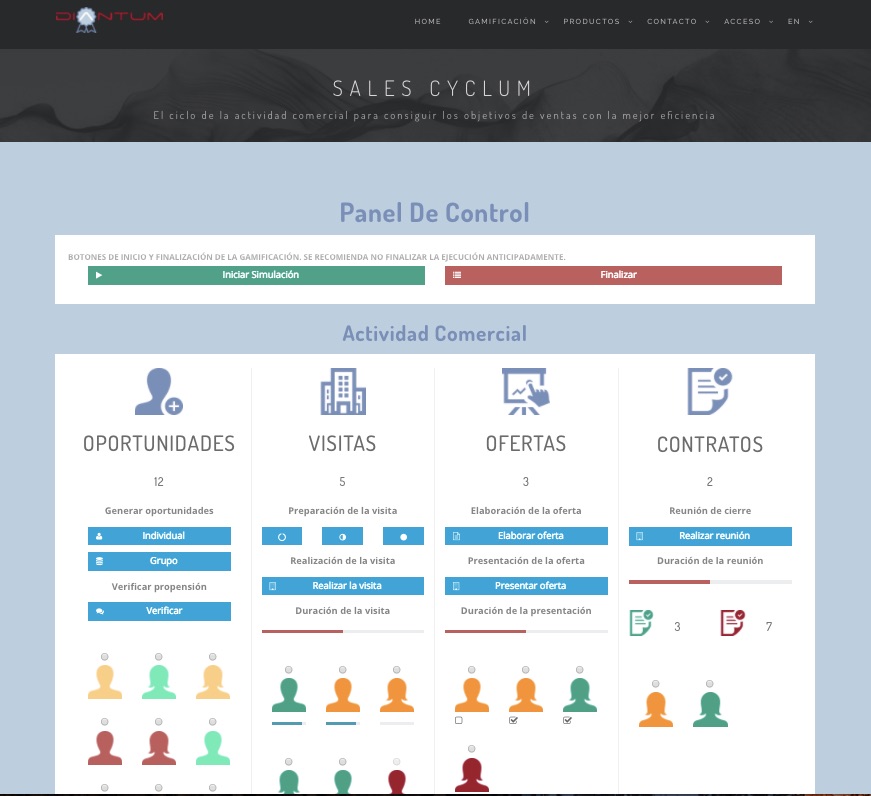 DIANTUM
HOME GAMIFICACIÓN PRODUCTOS CONTACTO ACCESO EN
SALES CYCLUM
El ciclo de la actividad comercial para consiguir los objetivos de ventas con la mejor eficiencia
Panel De Control
BOTONES DE INICIO Y FINALIZACIÓN DE LA GAMIFICACIÓN. SE RECOMIENDA NO FINALIZAR LA EJECUCIÓN ANTICIPADAMENTE.
Iniciar Simulación
Finalizar
Actividad Comercial
OPORTUNIDADES
12
Generar oportunidades
Individual
Grupo
Verificar propensión
Verificar
VISITAS
5
Preparación de la visita
Realización de la visita
Realizar la visita
Duración de la visita
OFERTAS
3
Elaboración de la oferta
Elaborar oferta
Presentación de la oferta
Presentar oferta
Duración de la presentación
CONTRATOS
2
Reunión de cierre
Realizar reunión
Duración de la reunión
3
7